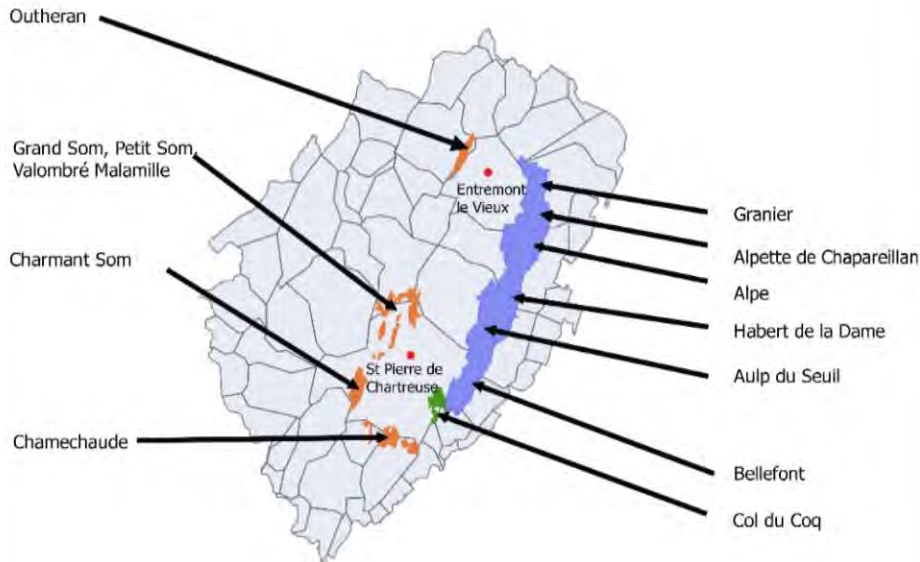 Outheran
Grand Som, Petit Som,
Valombré Malamille
Charmant Som
Chamechaude
Entremont
le Vieux
St Pierre de
Chartreuse
Granier
Alpette de Chapareillan
Alpe
Habert de la Dame
Aulp du Seuil
Bellefont
Col du Coq